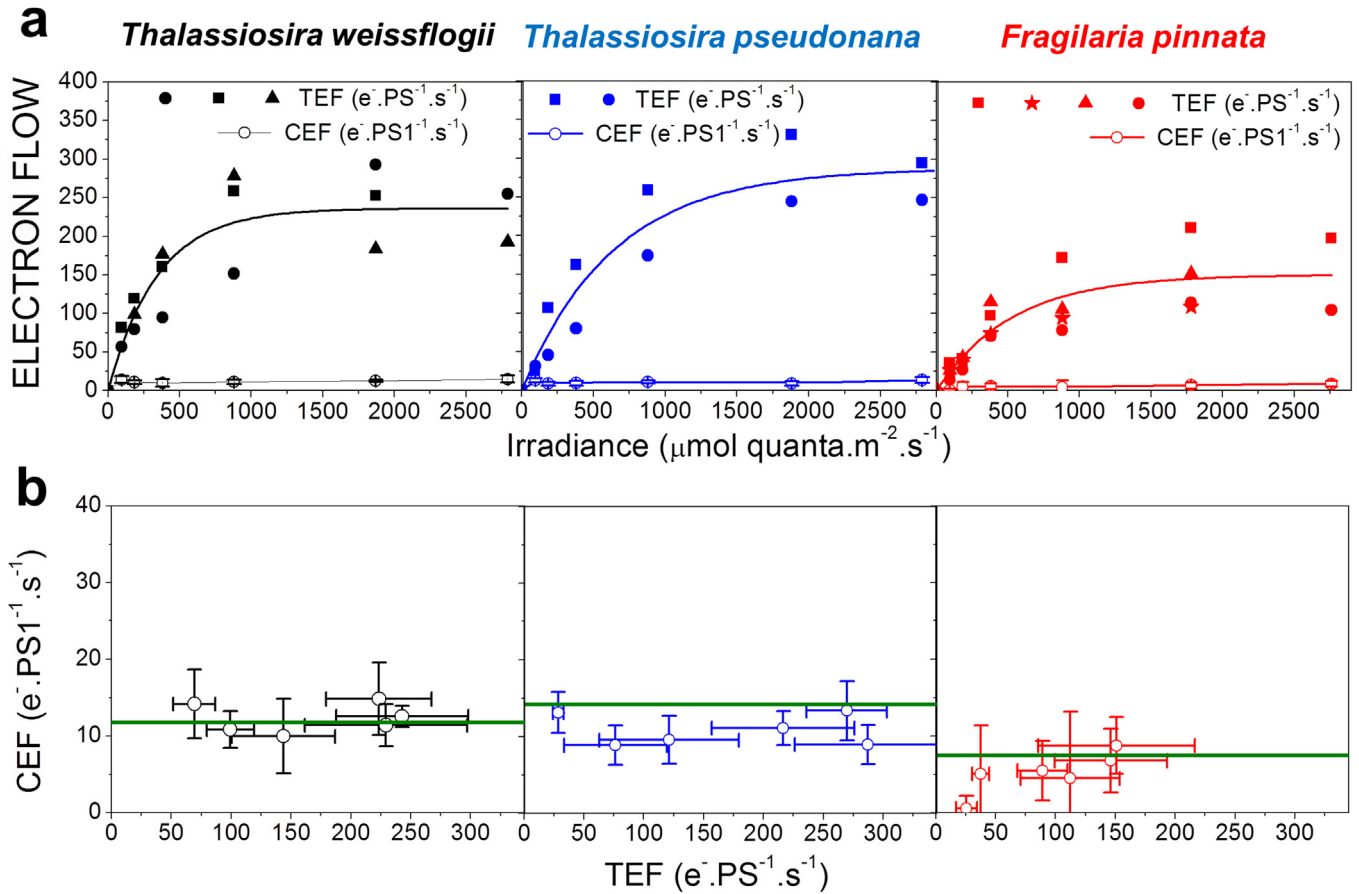 a
Thalassiosira weissflogii Thalassiosira pseudonana Fragilaria pinnata
400
350
300
250
200
150
100
50
0
ELECTRON FLOW
TEF (e⁻.PS⁻¹.s⁻¹)
CEF (e⁻.PS1⁻¹.s⁻¹)
TEF (e⁻.PS⁻¹.s⁻¹)
CEF (e⁻.PS1⁻¹.s⁻¹)
TEF (e⁻.PS⁻¹.s⁻¹)
CEF (e⁻.PS1⁻¹.s⁻¹)
0 500 1000 1500 2000 2500 0 500 1000 1500 2000 2500 0 500 1000 1500 2000 2500
Irradiance (μmol quanta.m⁻².s⁻¹)
b
40
30
20
10
0
CEF (e⁻.PS1⁻¹.s⁻¹)
0 50 100 150 200 250 300 0 50 100 150 200 250 300 0 50 100 150 200 250 300
TEF (e⁻.PS⁻¹.s⁻¹)